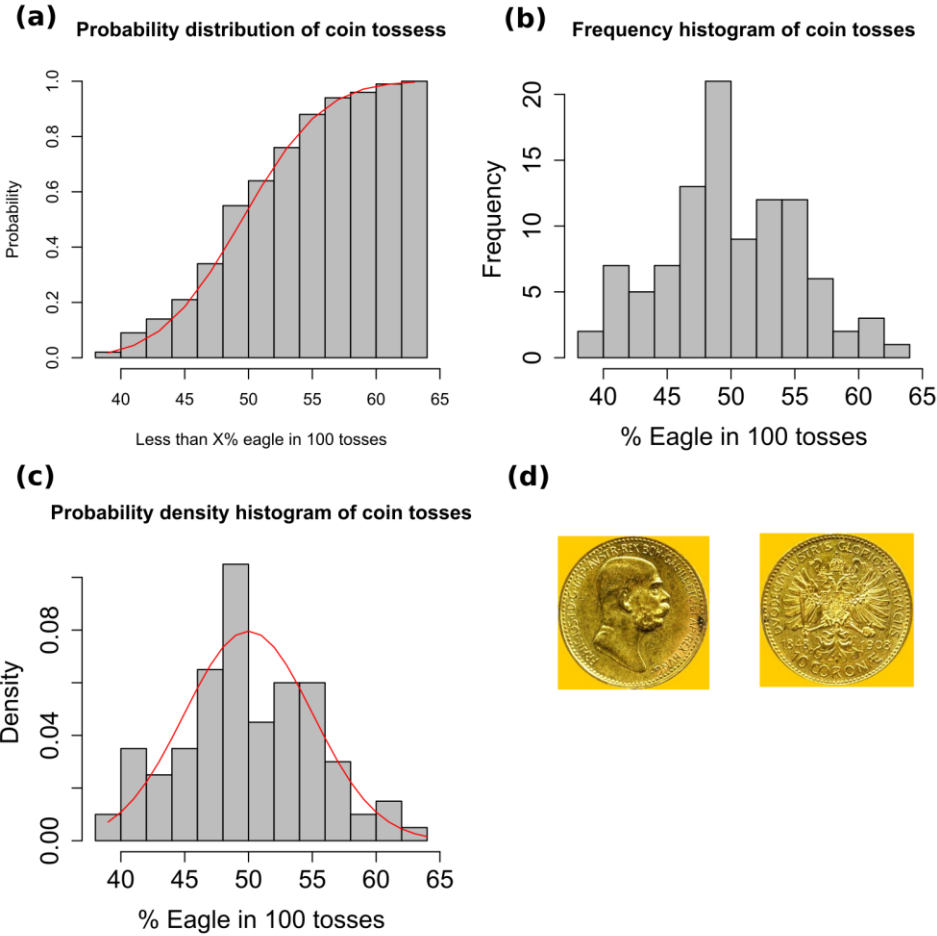 (a)
Probability distribution of coin tossess
Probability
1.0
0.8
0.6
0.4
0.2
0.0
40 45 50 55 60 65
Less than X% eagle in 100 tosses
(b)
Frequency histogram of coin tosses
Frequency
20
15
10
5
0
40 45 50 55 60 65
% Eagle in 100 tosses
(c)
Probability density histogram of coin tosses
Density
0.08
0.04
0.00
40 45 50 55 60 65
% Eagle in 100 tosses
(d)
LVSTRIS GLORIOSE